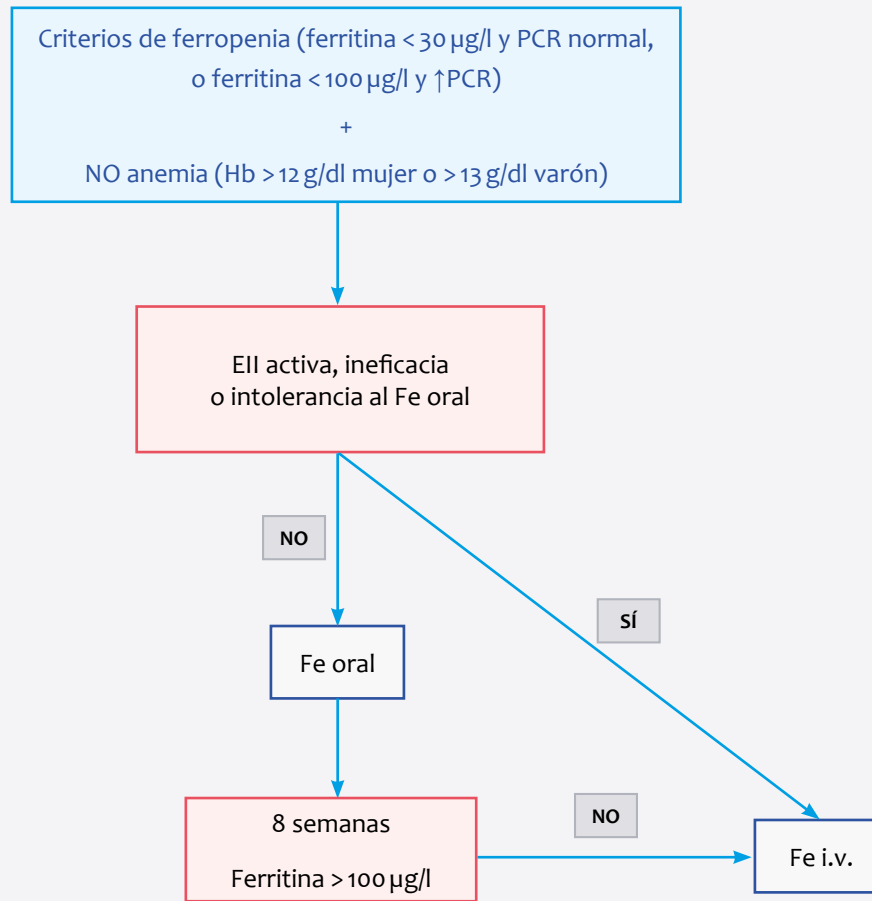 Criterios de ferropenia (ferritina < 30 µg/l y PCR normal,
o ferritina < 100 µg/l y ↑PCR)
+
NO anemia (Hb > 12 g/dl mujer o > 13 g/dl varón)
EII activa, ineficacia
o intolerancia al Fe oral
NO
SÍ
Fe oral
8 semanas
Ferritina > 100 µg/l
NO
Fe i.v.